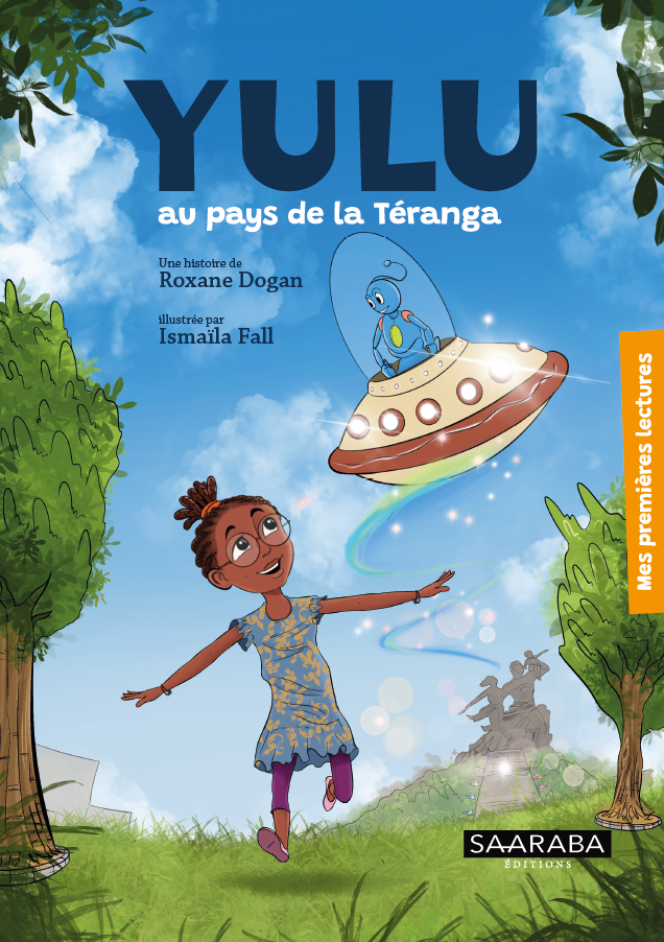 YULU
au pays de la Téranga
Une histoire de
Roxane Dogan
illustrée par
Ismaïla Fall
Mes premières lectures
SAARABA
ÉDITIONS